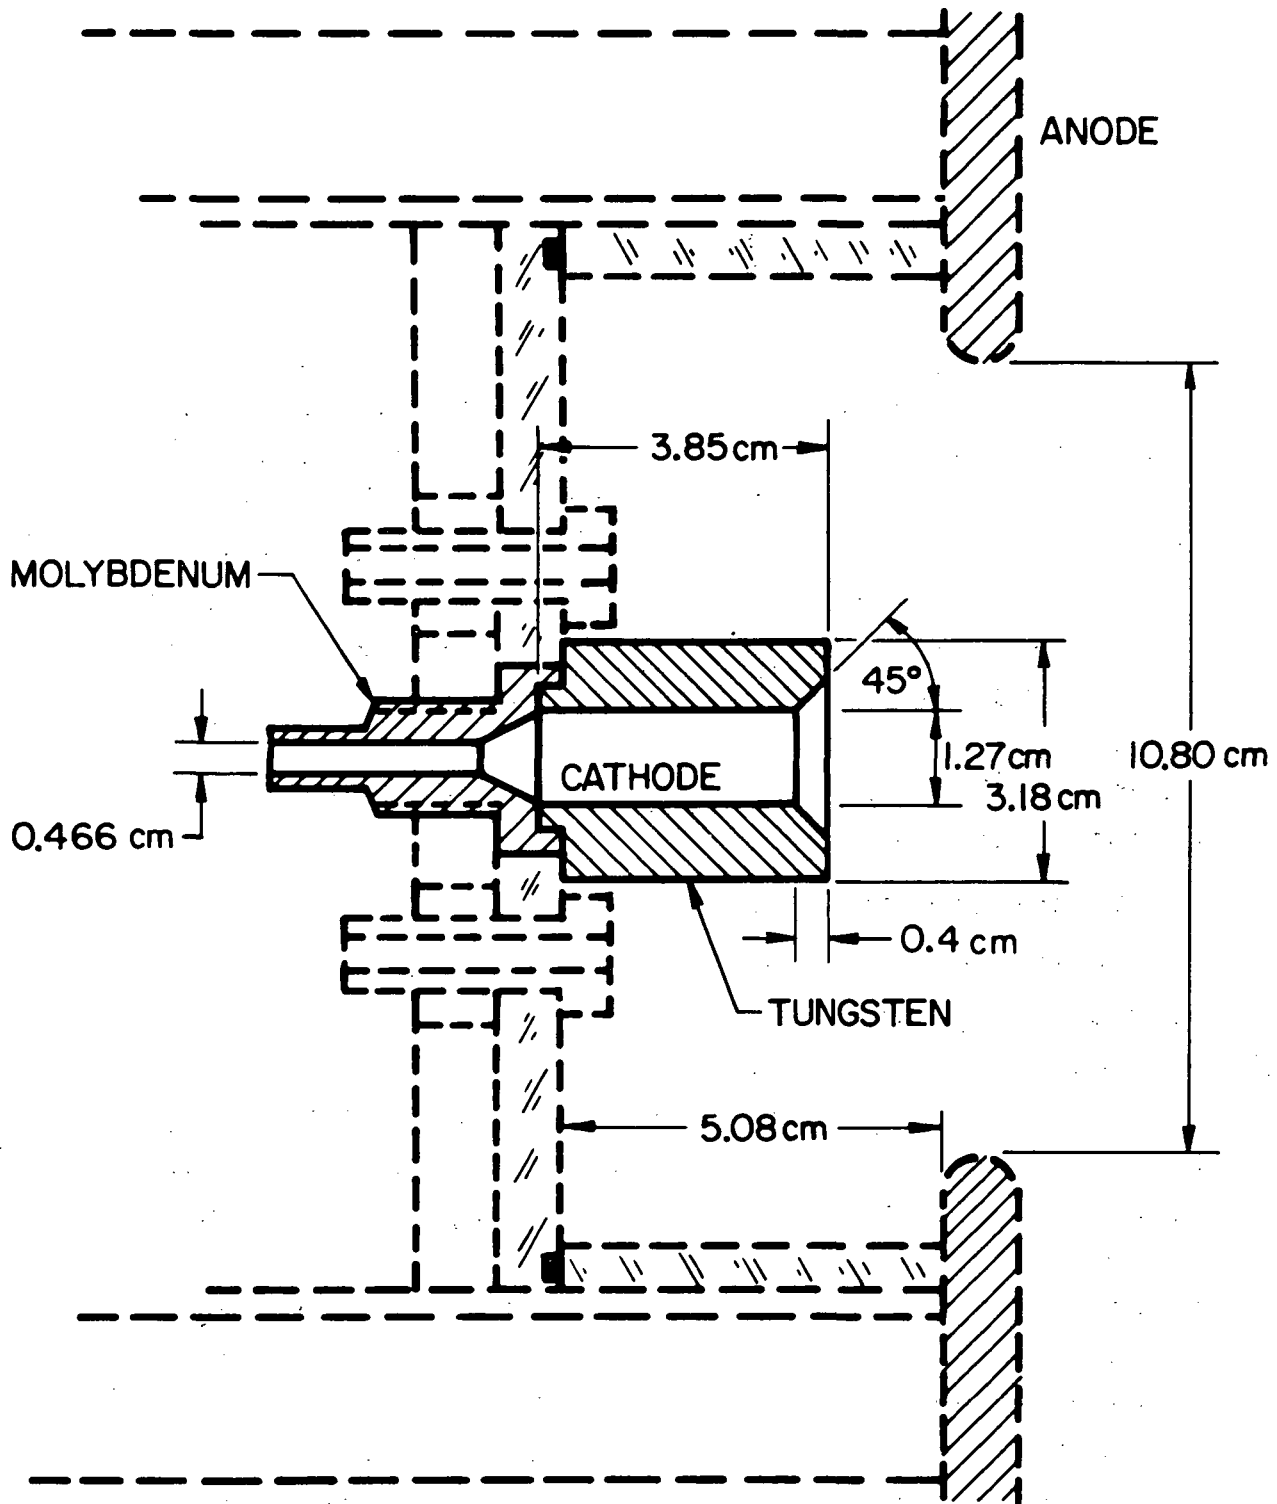 ANODE
3.85 cm
MOLYBDENUM
45°
1.27 cm
10.80 cm
CATHODE
3.18 cm
0.466 cm
0.4 cm
TUNGSTEN
5.08 cm